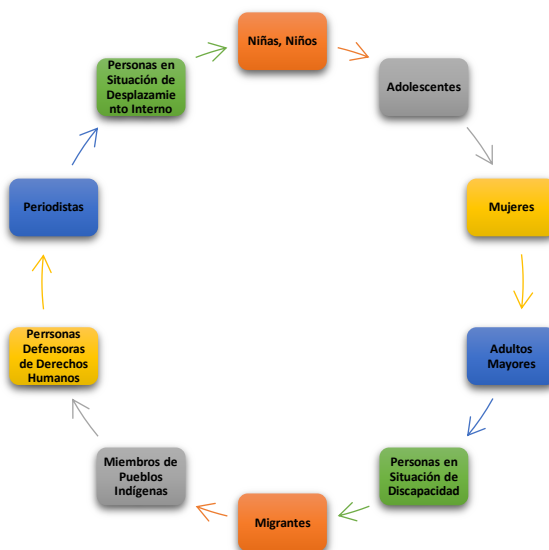 Niñas, Niños
Adolescentes
Mujeres
Adultos
Mayores
Personas en
Situación de
Discapacidad
Migrantes
Miembros de
Pueblos
Indígenas
Perrsonas
Defensoras
de Derechos
Humanos
Periodistas
Personas en
Situación de
Desplazamie
nto Interno